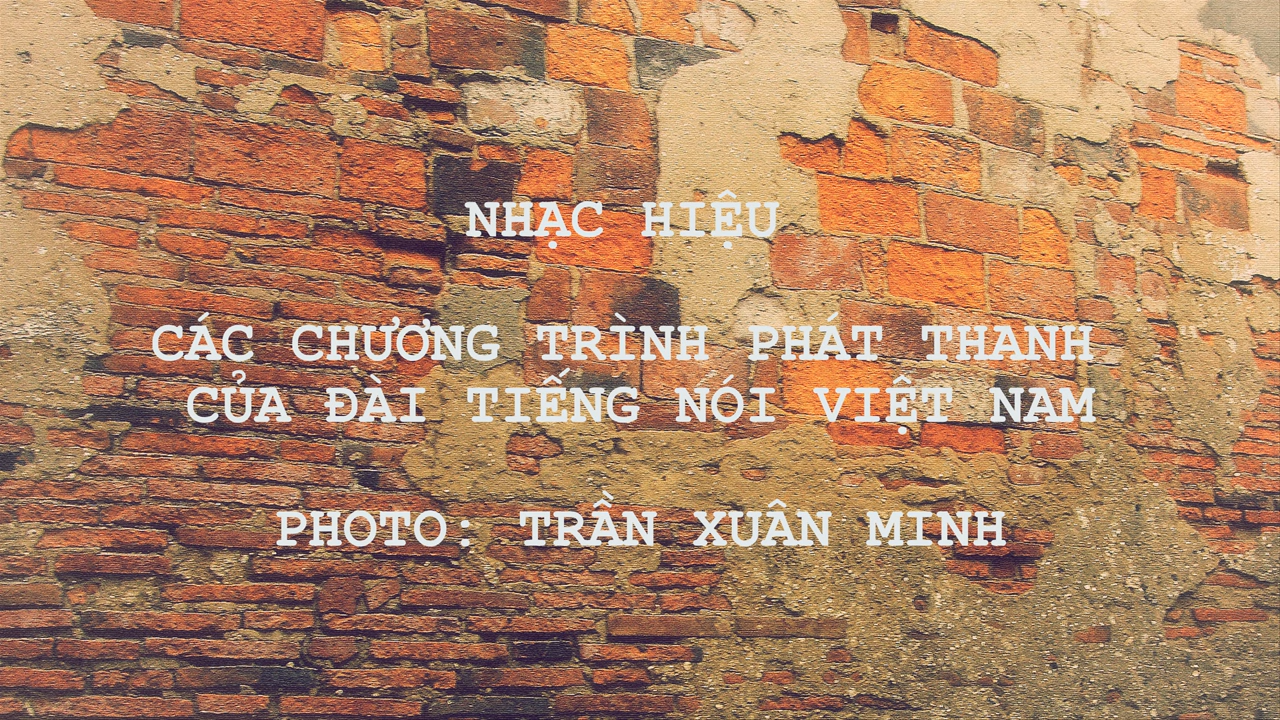 NHẠC HIỆU
CÁC CHƯƠNG TRÌNH PHÁT THANH
CỦA ĐÀI TIẾNG NÓI VIỆT NAM
PHOTO: TRẦN XUÂN MINH